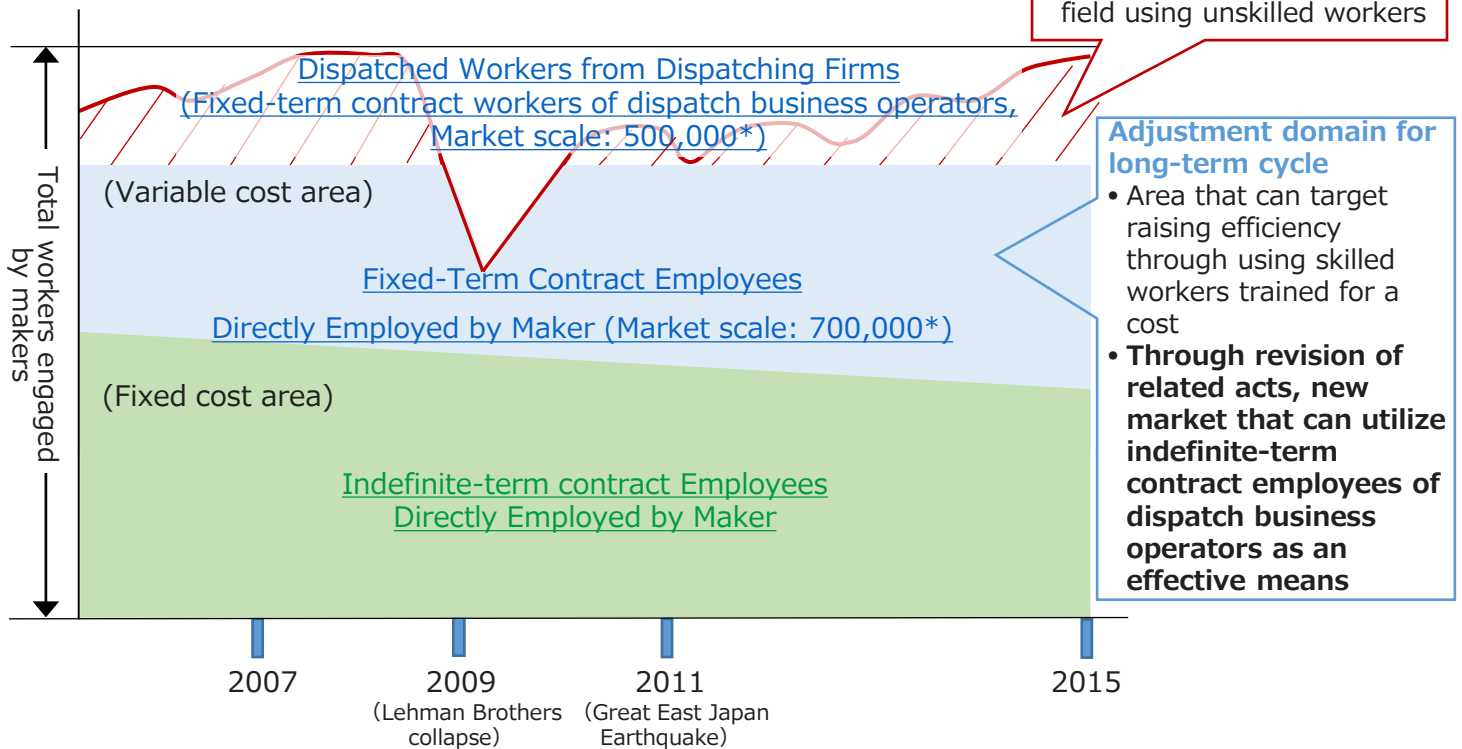 field using unskilled workers
Dispatched Workers from Dispatching Firms
(Fixed-term contract workers of dispatch business operators,
Market scale: 500,000*)
Adjustment domain for
long-term cycle
• Area that can target
raising efficiency
through using skilled
workers trained for a
cost
• Through revision of
related acts, new
market that can utilize
indefinite-term
contract employees of
dispatch business
operators as an
effective means
Total workers engaged
by makers
(Variable cost area)
Fixed-Term Contract Employees
Directly Employed by Maker (Market scale: 700,000*)
(Fixed cost area)
Indefinite-term contract Employees
Directly Employed by Maker
2007
2009
(Lehman Brothers
collapse)
2011
(Great East Japan
Earthquake)
2015